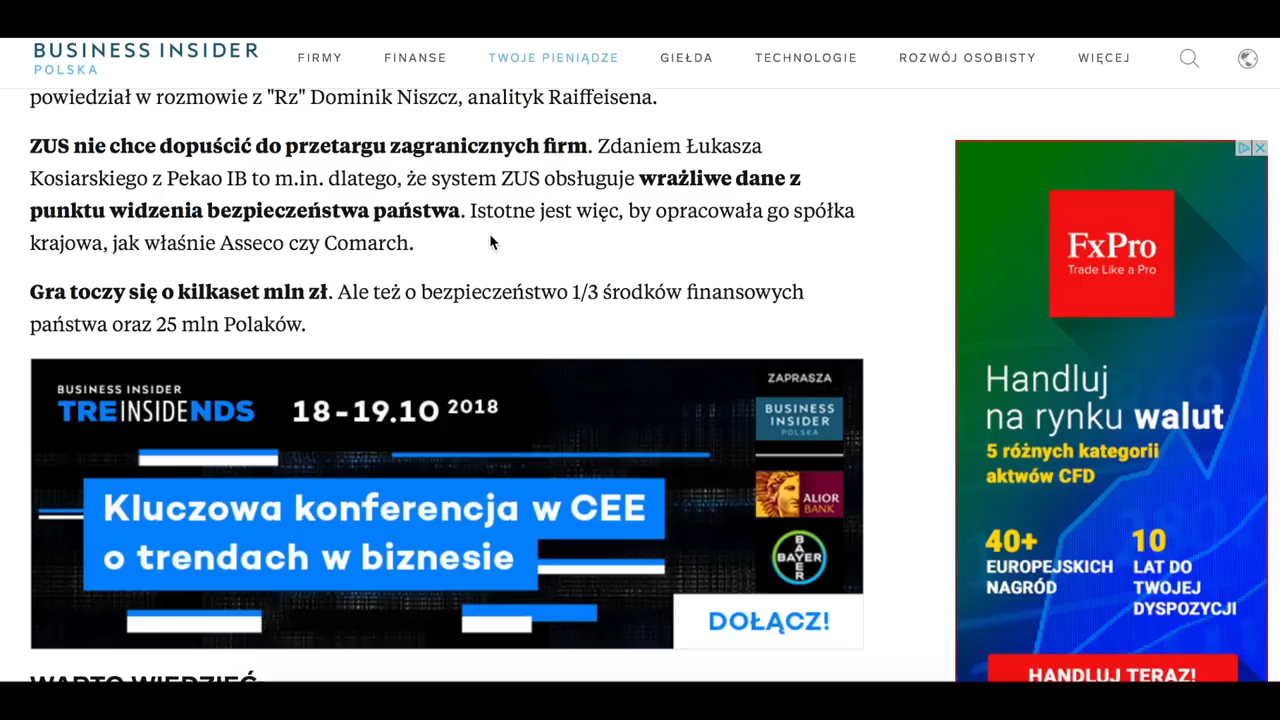 BUSINESS INSIDER
POLSKA
FIRMY
FINANSE
TWOJE PIENIĄDZE
GIEŁDA
TECHNOLOGIE
ROZWÓJ OSOBISTY
WIĘCEJ
powiedział w rozmowie z "Rz" Dominik Niszcz, analityk Raiffeisena.
ZUS nie chce dopuścić do przetargu zagranicznych firm. Zdaniem Łukasza
Kosiarskiego z Pekao IB to m.in. dlatego, że system ZUS obsługuje wrażliwe dane z
punktu widzenia bezpieczeństwa państwa. Istotne jest więc, by opracowała go spółka
krajowa, jak właśnie Asseco czy Comarch.
Gra toczy się o kilkaset mln zł. Ale też o bezpieczeństwo 1/3 środków finansowych
państwa oraz 25 mln Polaków.
BUSINESS INSIDER
TREINSIDENDS
18-19.10 2018
ZAPRASZA
BUSINESS
INSIDER
POLSKA
Kluczowa konferencja w CEE
o trendach w biznesie
ALIOR
BANK
BAYER
BAYER
DOŁĄCZ!
WARTO WIEDZIEĆ
FxPro
Trade Like a Pro
Handluj
na rynku walut
5 różnych kategorii
aktwów CFD
40+
EUROPEJSKICH
NAGRÓD
10
LAT DO
TWOJEJ
DYSPOZYCJI
HANDLUJ TERAZ!